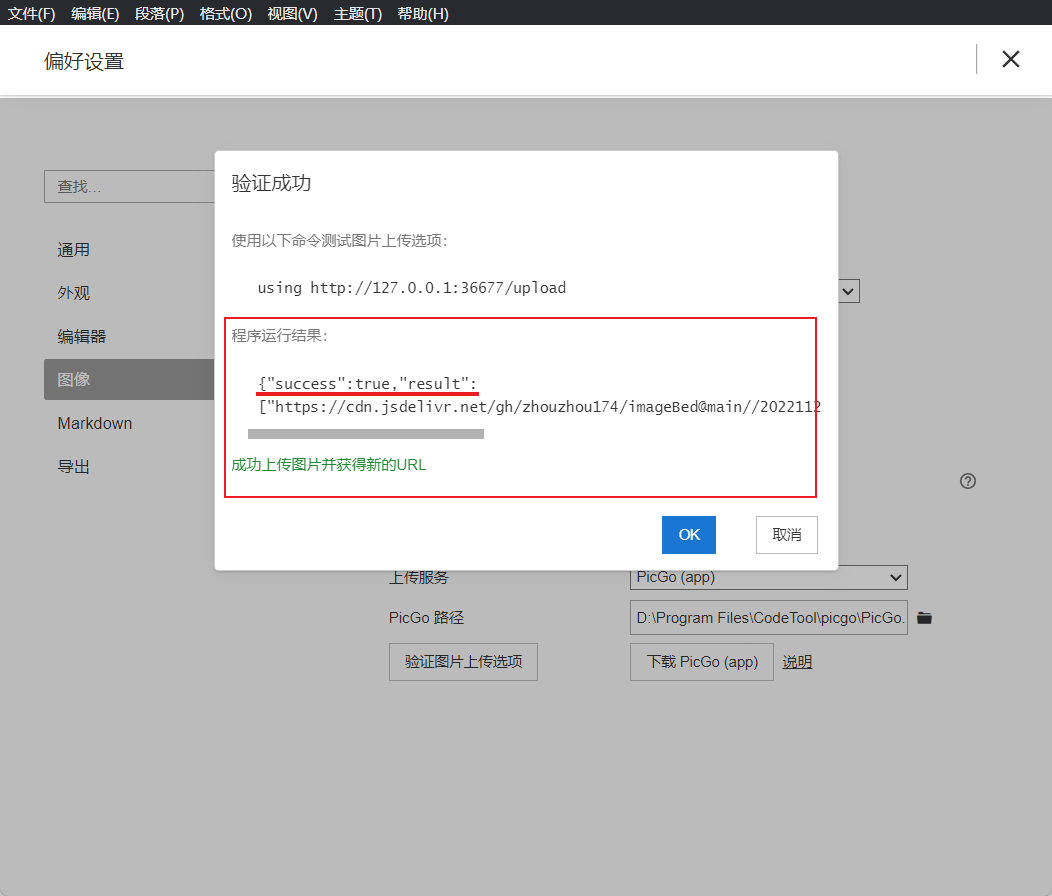 文件(F) 编辑(E) 段落(P) 格式(O) 视图(V) 主题(T) 帮助(H)
偏好设置
查找...
通用
外观
编辑器
图像
Markdown
导出
验证成功
使用以下命令测试图片上传选项:
using http://127.0.0.1:36677/upload
程序运行结果:
{"success":true,"result":
["https://cdn.jsdelivr.net/gh/zhouzhou174/imageBed@main//2022112
成功上传图片并获得新的URL
OK 取消
上传服务 PicGo (app)
PicGo 路径 D:\Program Files\CodeTool\picgo\PicGo.
验证图片上传选项 下载 PicGo (app) 说明